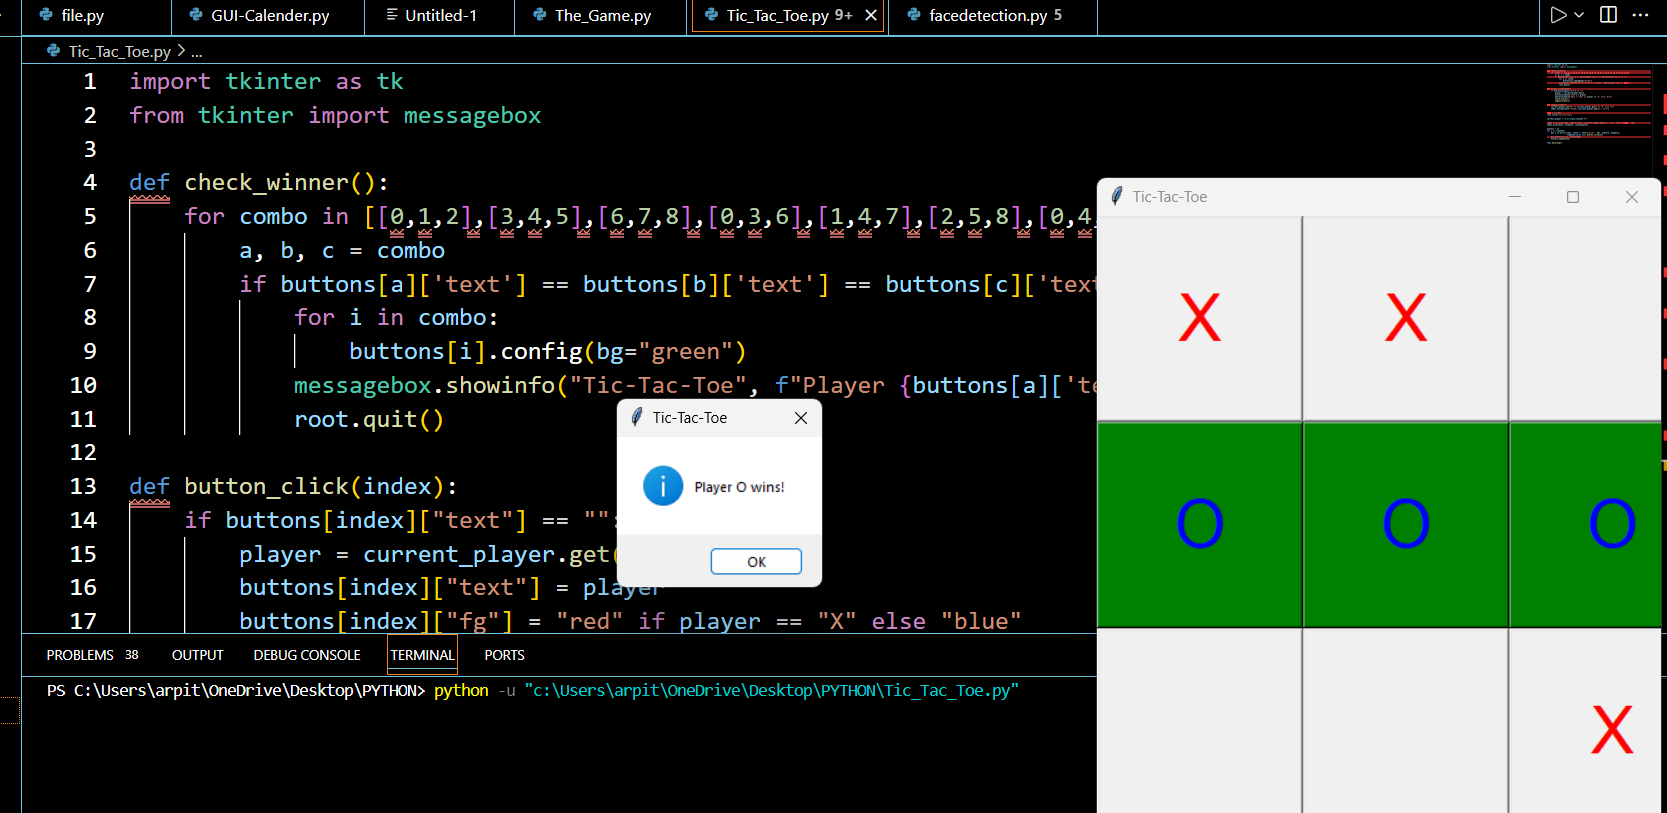 file.py GUI-Calender.py Untitled-1 The_Game.py Tic_Tac_Toe.py 9+ facedetection.py 5
Tic_Tac_Toe.py > ...
1 import tkinter as tk
2 from tkinter import messagebox
3
4 def check_winner():
5 for combo in [[0,1,2],[3,4,5],[6,7,8],[0,3,6],[1,4,7],[2,5,8],[0,4,
6 a, b, c = combo
7 if buttons[a]['text'] == buttons[b]['text'] == buttons[c]['text
8 for i in combo:
9 buttons[i].config(bg="green")
10 messagebox.showinfo("Tic-Tac-Toe", f"Player {buttons[a]['te
11 root.quit()
12
13 def button_click(index):
14 if buttons[index]["text"] == "":
15 player = current_player.get(
16 buttons[index]["text"] = player
17 buttons[index]["fg"] = "red" if player == "X" else "blue"
Tic-Tac-Toe
Player O wins!
OK
Tic-Tac-Toe
X X
O O O
X
PROBLEMS 38 OUTPUT DEBUG CONSOLE TERMINAL PORTS
PS C:\Users\arpit\OneDrive\Desktop\PYTHON> python -u "c:\Users\arpit\OneDrive\Desktop\PYTHON\Tic_Tac_Toe.py"